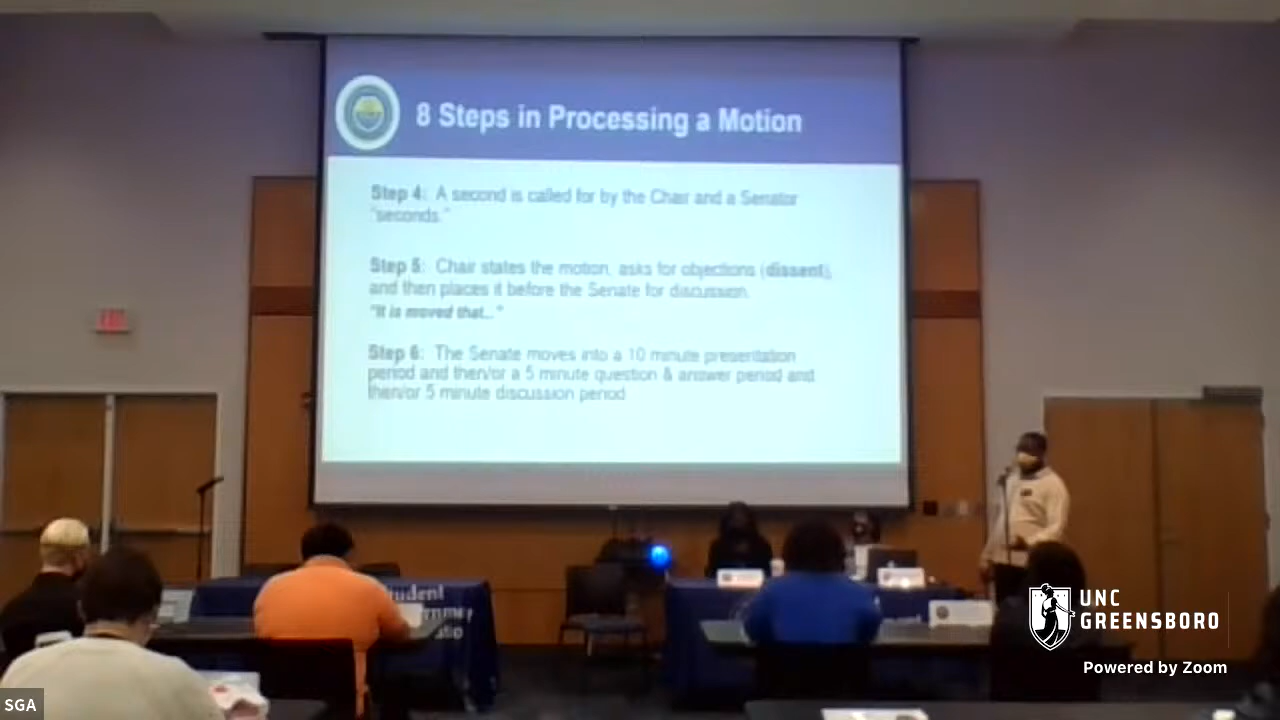 8 Steps in Processing a Motion
Step 4: A second is called for by the Chair and a Senator
"seconds."
Step 5: Chair states the motion, asks for objections (dissent),
and then places it before the Senate for discussion.
"It is moved that..."
Step 6: The Senate moves into a 10 minute presentation
period and then/or a 5 minute question & answer period and
then/or 5 minute discussion period
EXIT
tudent
UNC
GREENSBORO
Powered by Zoom
SGA